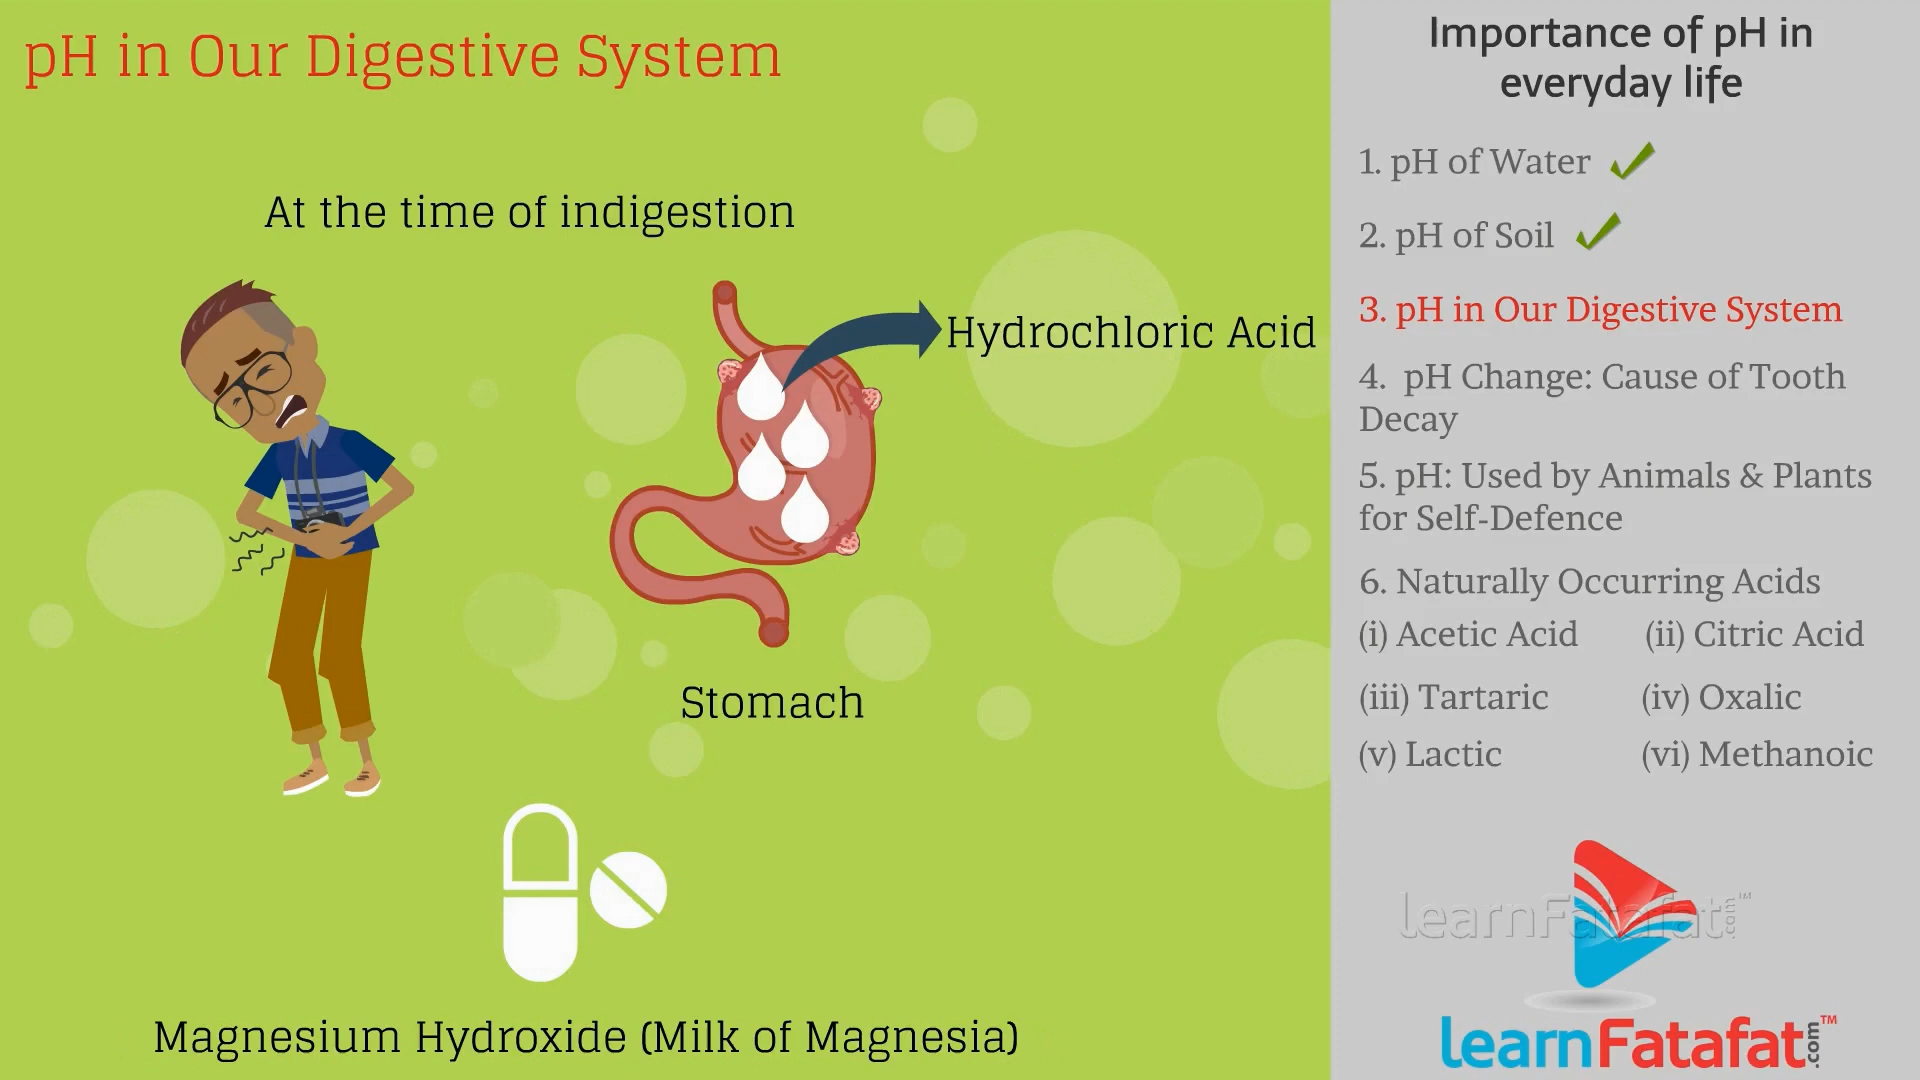 pH in Our Digestive System
At the time of indigestion
Hydrochloric Acid
Stomach
Magnesium Hydroxide (Milk of Magnesia)
Importance of pH in
everyday life
1. pH of Water
2. pH of Soil
3. pH in Our Digestive System
4. pH Change: Cause of Tooth
Decay
5. pH: Used by Animals & Plants
for Self-Defence
6. Naturally Occurring Acids
(i) Acetic Acid (ii) Citric Acid
(iii) Tartaric (iv) Oxalic
(v) Lactic (vi) Methanoic
learnFatafat.com™
learnFatafat.com™